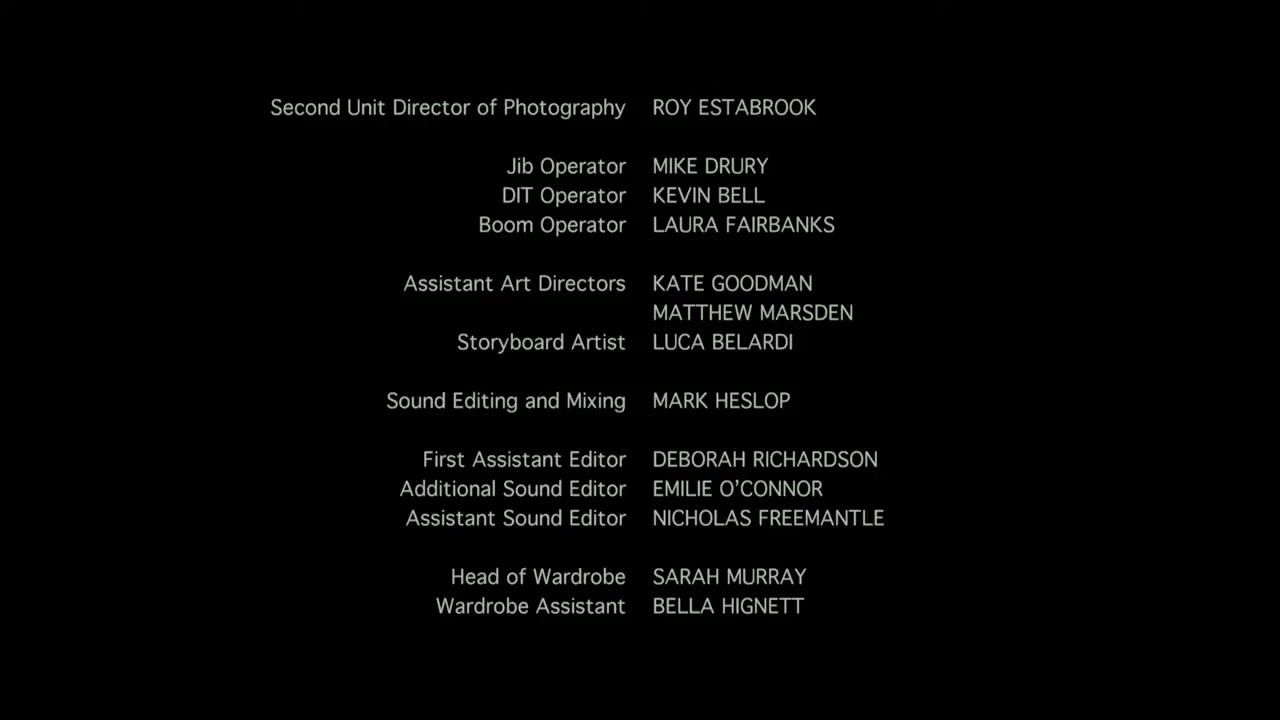 Second Unit Director of Photography ROY ESTABROOK
Jib Operator MIKE DRURY
DIT Operator KEVIN BELL
Boom Operator LAURA FAIRBANKS
Assistant Art Directors KATE GOODMAN
MATTHEW MARSDEN
Storyboard Artist LUCA BELARDI
Sound Editing and Mixing MARK HESLOP
First Assistant Editor DEBORAH RICHARDSON
Additional Sound Editor EMILIE O’CONNOR
Assistant Sound Editor NICHOLAS FREEMANTLE
Head of Wardrobe SARAH MURRAY
Wardrobe Assistant BELLA HIGNETT